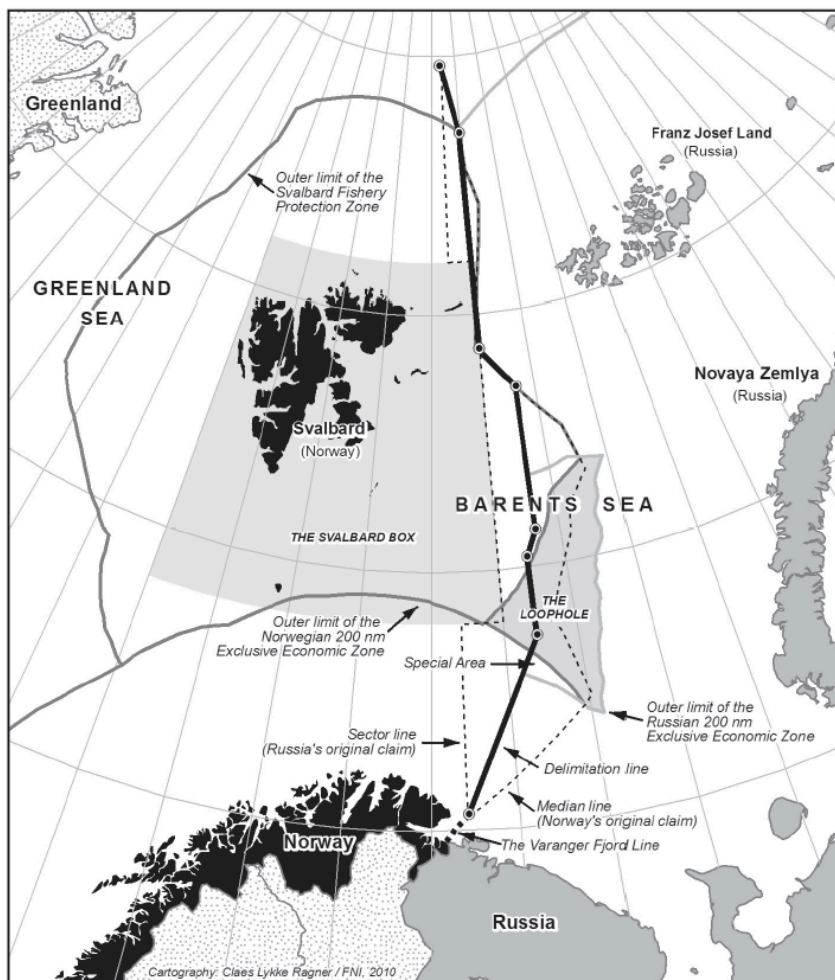 Greenland
Franz Josef Land
(Russia)
Outer limit of the
Svalbard Fishery
Protection Zone
GREENLAND
SEA
Novaya Zemlya
(Russia)
Svalbard
(Norway)
BARENTS SEA
THE SVALBARD BOX
THE
LOOPHOLE
Outer limit of the
Norwegian 200 nm
Exclusive Economic Zone
Special Area
Outer limit of the
Russian 200 nm
Exclusive Economic Zone
Sector line
(Russia's original claim)
Delimitation line
Median line
(Norway's original claim)
Norway
The Varanger Fjord Line
Russia
Cartography: Claes Lykke Ragner / FNI, 2010